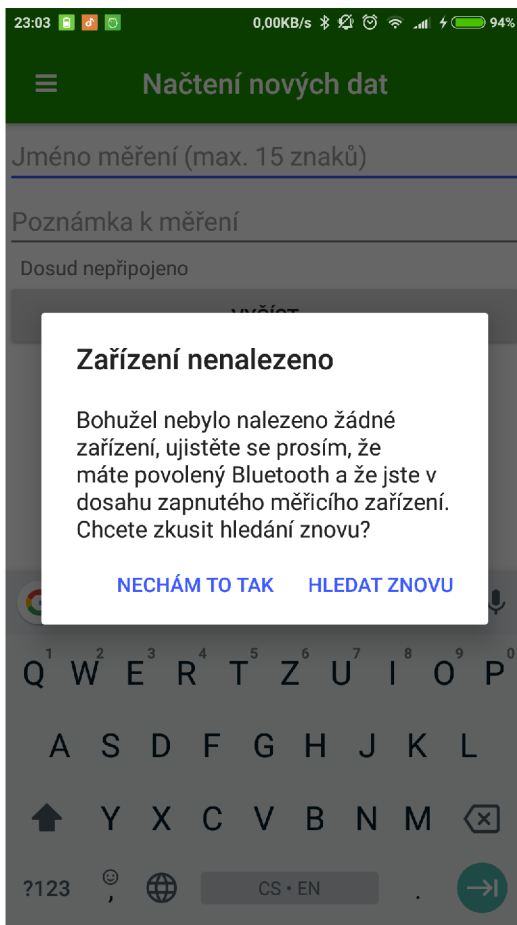 23:03 0,00KB/s 94%
Načtení nových dat
Jméno měření (max. 15 znaků)
Poznámka k měření
Dosud nepřipojeno
Zařízení nenalezeno
Bohužel nebylo nalezeno žádné
zařízení, ujistěte se prosím, že
máte povolený Bluetooth a že jste v
dosahu zapnutého měřicího zařízení.
Chcete zkusit hledání znovu?
NECHÁM TO TAK HLEDAT ZNOVU
1 2 3 4 5 6 7 8 9 0
Q W E R T Z U I O P
A S D F G H J K L
Y X C V B N M
?123 , CS • EN .